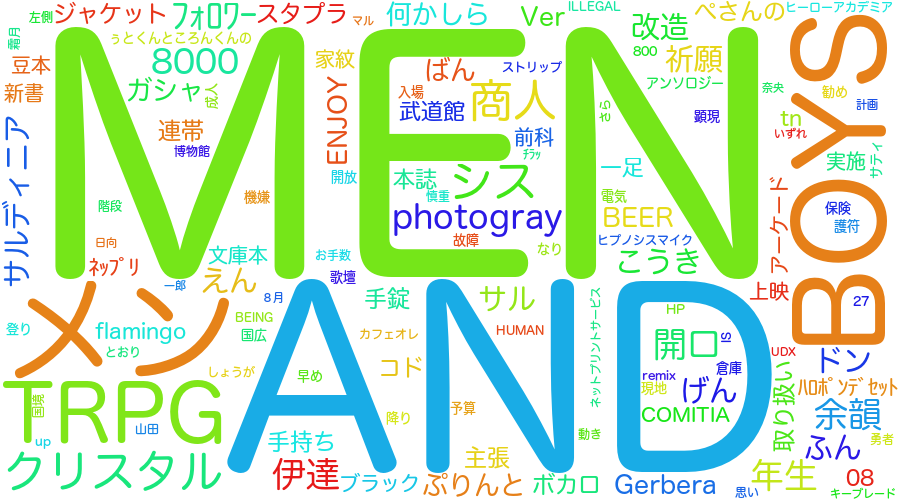 左側
ジャケット
フォロワー
スタプラ
マル
何かしら
Ver
ILLEGAL
ぺさんの
ヒーローアカデミア
霜月
ぅとくんところんくんの
改造
800
祈願
豆本
8000
家紋
ばん
ストリップ
アンソロジー
新書
ガシャ
成人
入場
商人
さら
奈央
勧め
計画
MEN
BOYS
連帯
博物館
ENJOY
武道館
前科
チラッ
顕現
tn
いずれ
実施
サティ
サルディニア
開放
本誌
慎重
シス
一足
機嫌
階段
電気
photogray
BEER
保険
護符
日向
文庫本
お手数
故障
なり
ヒプノシスマイク
アーケード
ネップリ
えん
歌壇
こうき
一郎
8月
手錠
サル
ネットプリントサービス
上映
27
メン
AND
登り
flamingo
とおり
BEING
国広
カフェオレ
HUMAN
HP
開口
IS
UDX
ドン
しょうが
早め
コド
remix
現地
倉庫
げん
ハロポンデセット
TRPG
国境
降り
予算
COMITIA
取り扱い
余韻
up
山田
手持ち
主張
動き
ふん
勇者
クリスタル
伊達
ブラック
ぷりんと
ボカロ
Gerbera
思い
年生
08
キーブレード